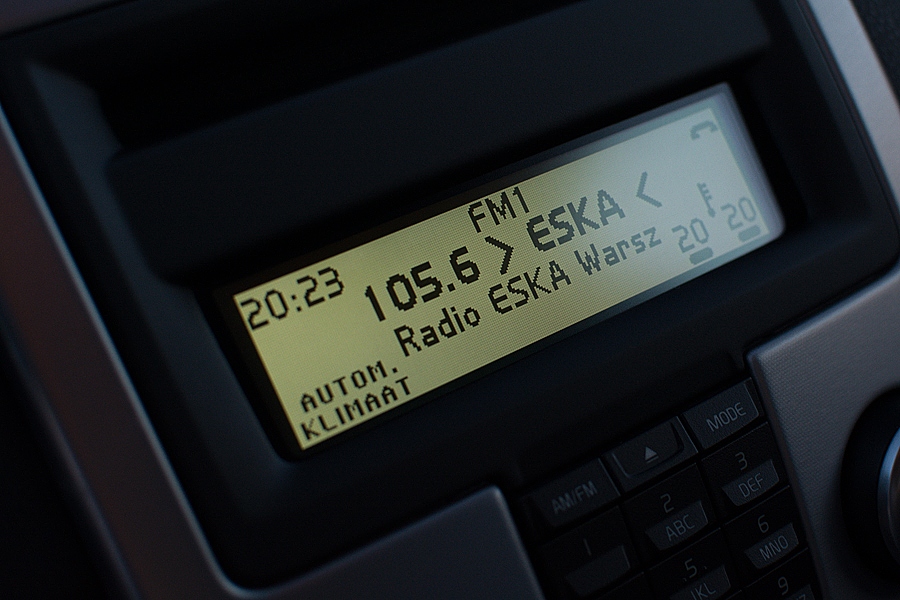 FM1
20:23 105.6 > ESKA <
Radio ESKA Warsz 20 20
AUTOM.
KLIMAAT
AM/FM MODE
1 2 ABC 3 DEF
5 JKL 6 MNO
9